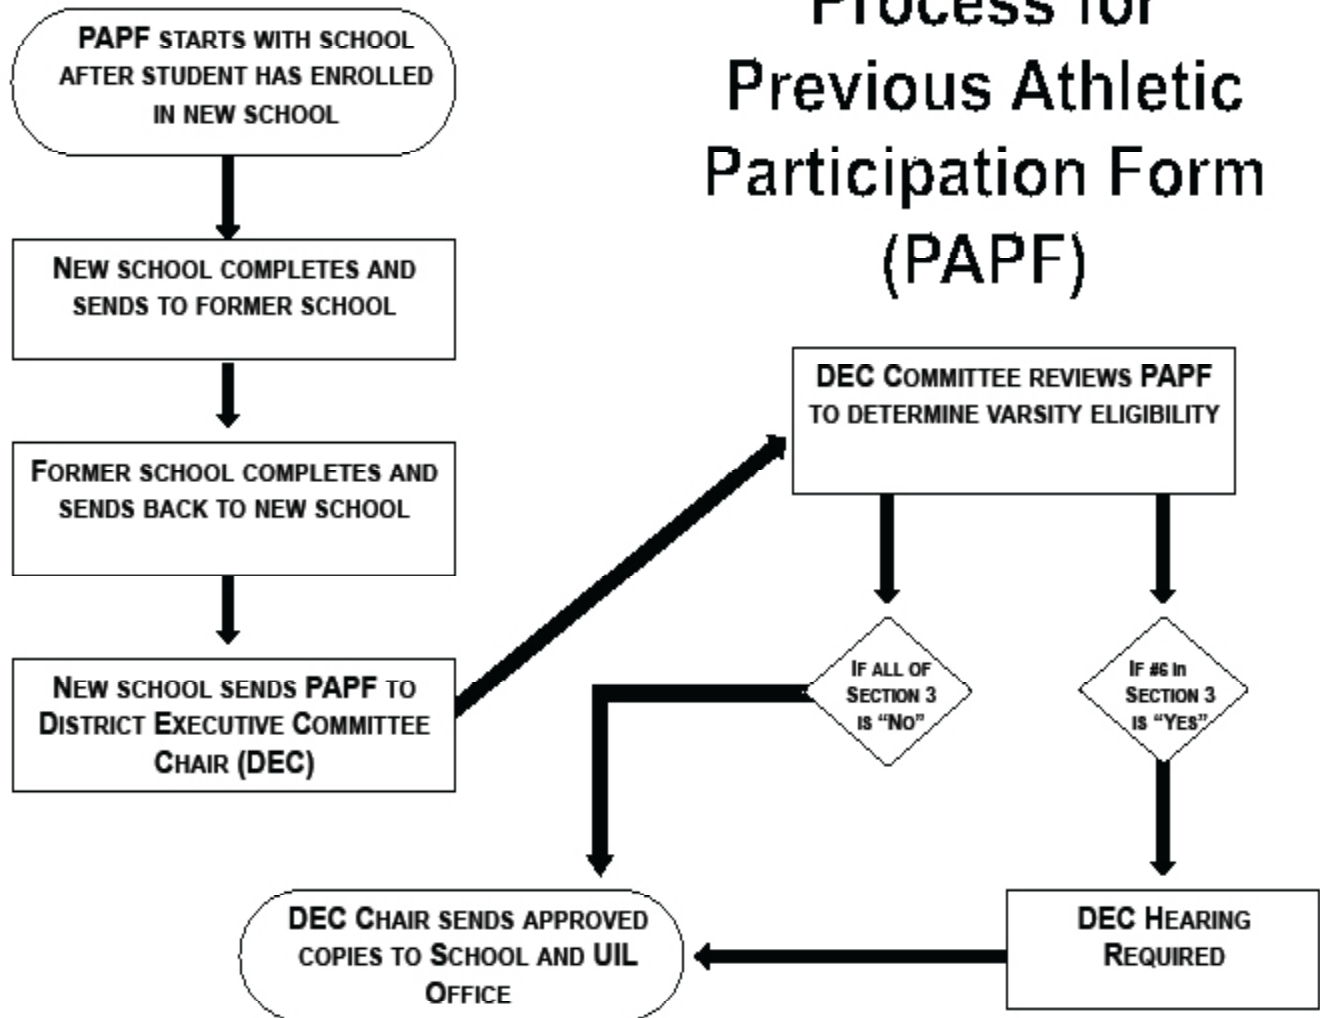 Process for
Previous Athletic
Participation Form
(PAPF)
PAPF STARTS WITH SCHOOL
AFTER STUDENT HAS ENROLLED
IN NEW SCHOOL
NEW SCHOOL COMPLETES AND
SENDS TO FORMER SCHOOL
FORMER SCHOOL COMPLETES AND
SENDS BACK TO NEW SCHOOL
NEW SCHOOL SENDS PAPF TO
DISTRICT EXECUTIVE COMMITTEE
CHAIR (DEC)
DEC COMMITTEE REVIEWS PAPF
TO DETERMINE VARSITY ELIGIBILITY
IF ALL OF
SECTION 3
IS “NO”
IF #6 in
SECTION 3
IS “YES”
DEC HEARING
REQUIRED
DEC CHAIR SENDS APPROVED
COPIES TO SCHOOL AND UIL
OFFICE